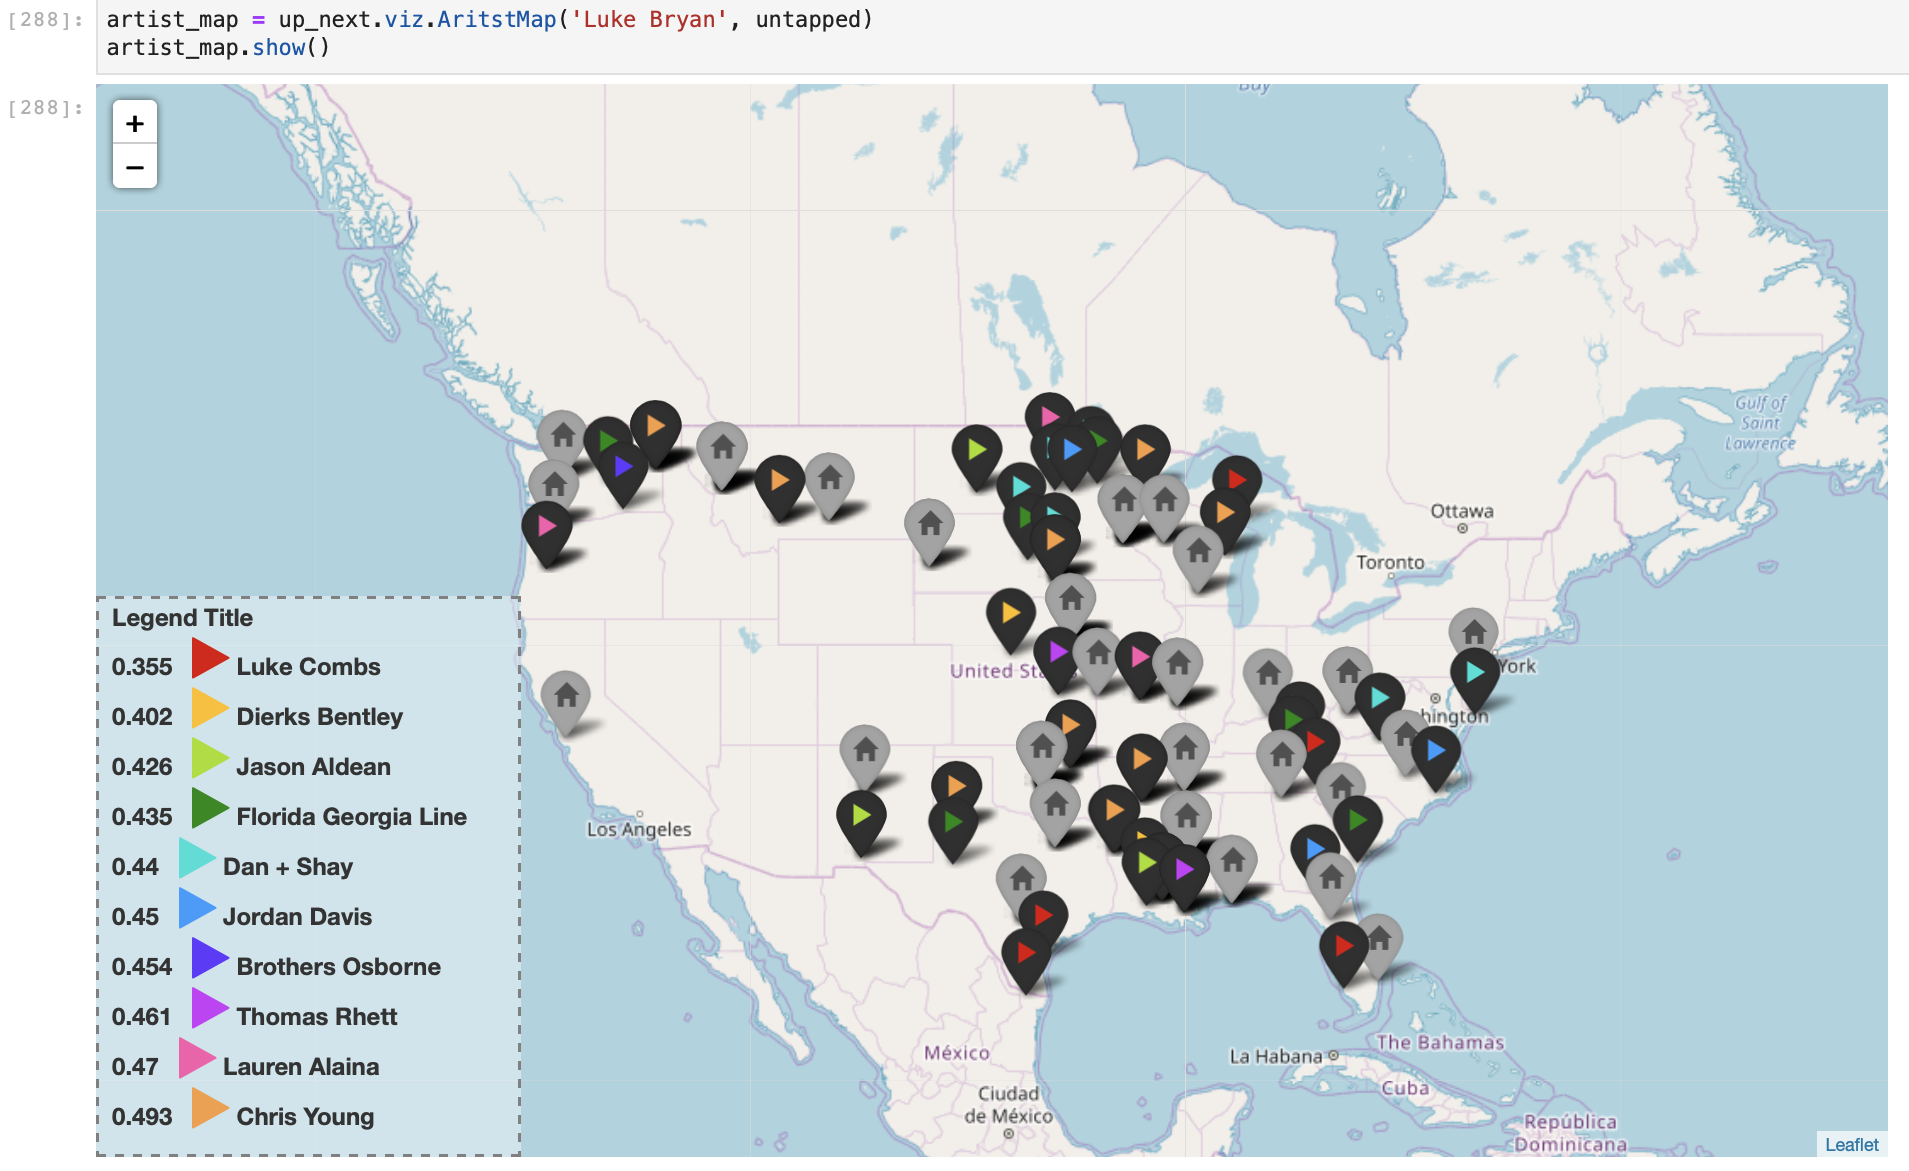 [288]:
artist_map = up_next.viz.AritstMap('Luke Bryan', untapped)
artist_map.show()
[288]:
+
−
Bay
Gulf of
Saint
Lawrence
Ottawa
Toronto
York
United Sta
hington
Los Angeles
México
Ciudad
de México
La Habana
The Bahamas
Cuba
República
Dominicana
Legend Title
0.355 Luke Combs
0.402 Dierks Bentley
0.426 Jason Aldean
0.435 Florida Georgia Line
0.44 Dan + Shay
0.45 Jordan Davis
0.454 Brothers Osborne
0.461 Thomas Rhett
0.47 Lauren Alaina
0.493 Chris Young
Leaflet